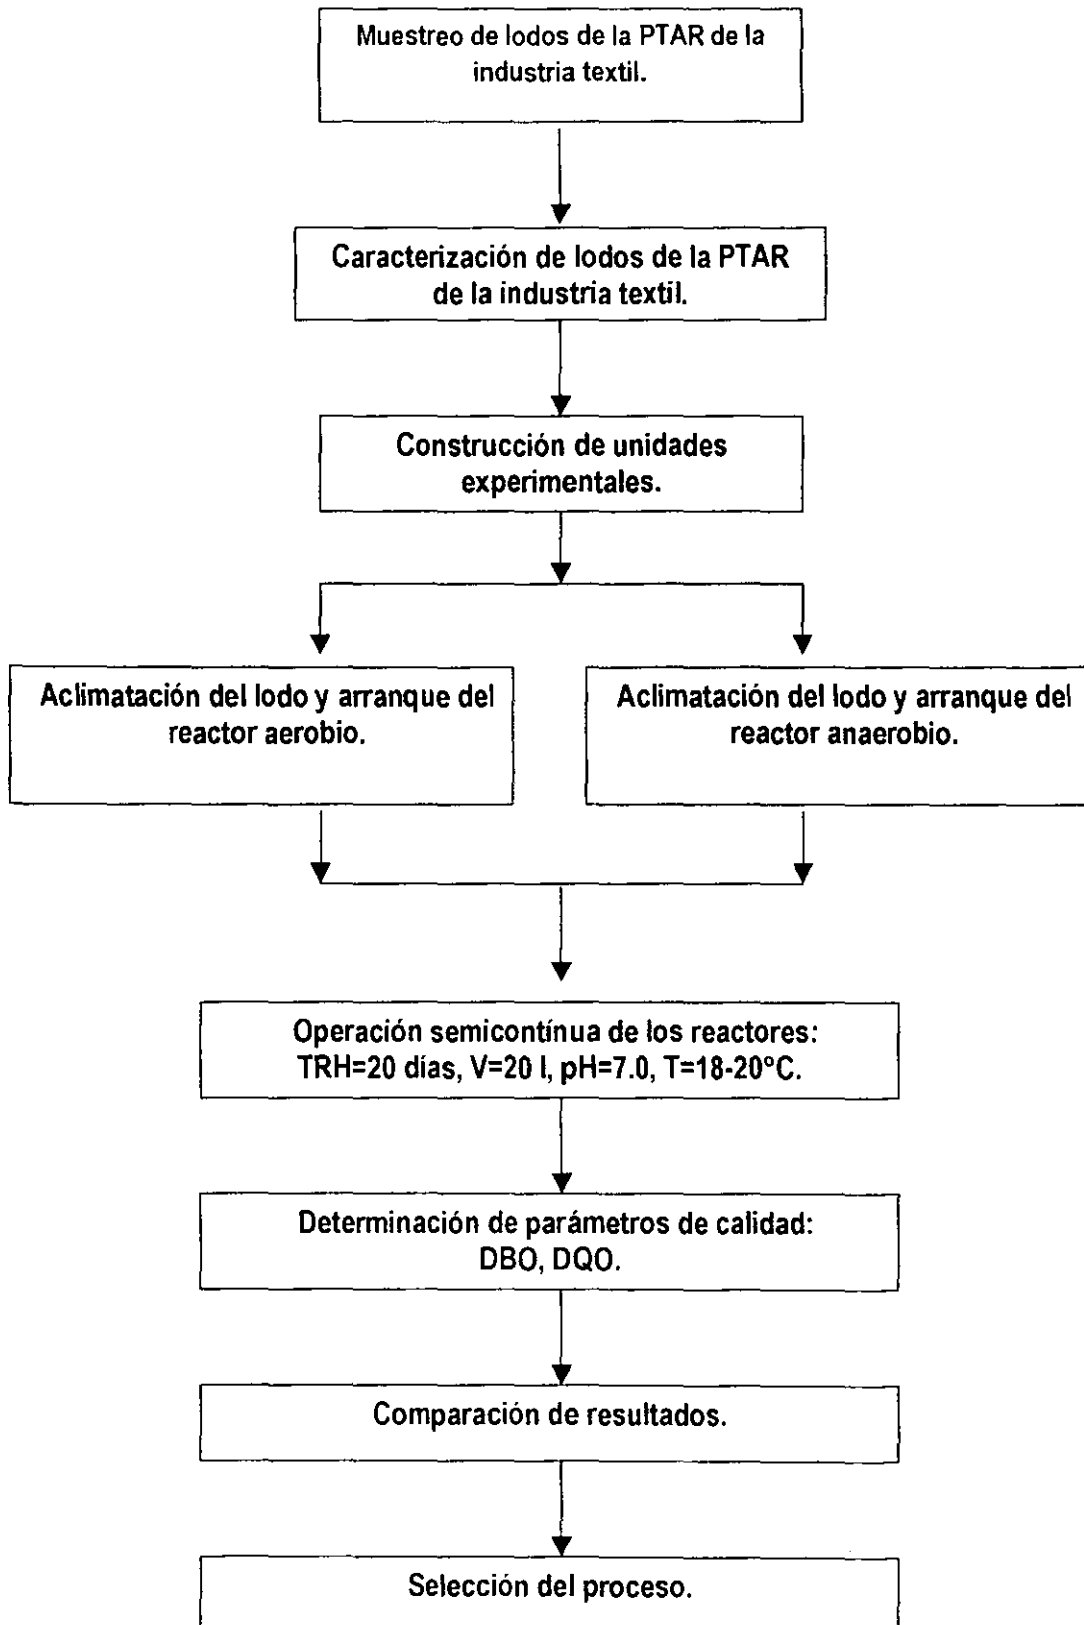 Muestreo de lodos de la PTAR de la
industria textil.
Caracterización de lodos de la PTAR
de la industria textil.
Construcción de unidades
experimentales.
Aclimatación del lodo y arranque del
reactor aerobio.
Aclimatación del lodo y arranque del
reactor anaerobio.
Operación semicontínua de los reactores:
TRH=20 días, V=20 l, pH=7.0, T=18-20°C.
Determinación de parámetros de calidad:
DBO, DQO.
Comparación de resultados.
Selección del proceso.